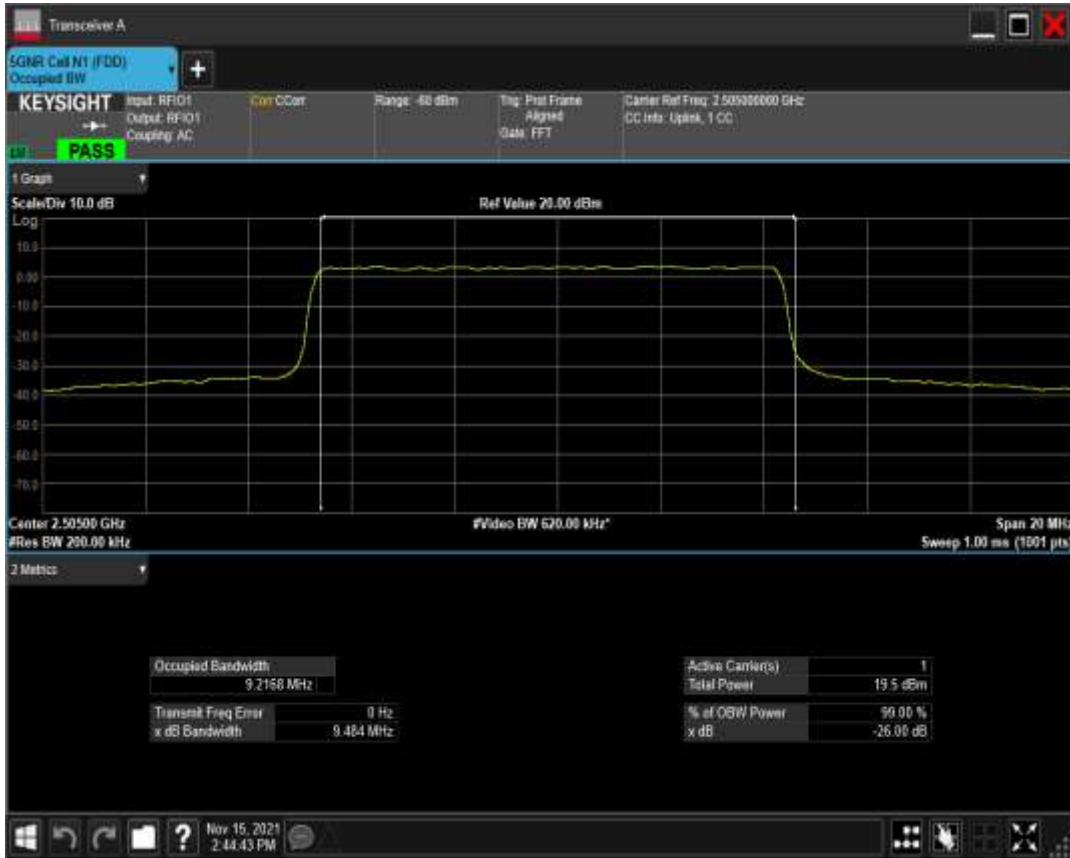 Transceiver A
5GNR Cell N1 (FDD)
Occupied BW
KEYSIGHT
Input: RFIO1
Output: RFIO1
Coupling: AC
Corr CCorr
Range: -60 dBm
Trig: Prot Frame
Aligned
Gate: FFT
Carrier Ref Freq: 2.505000000 GHz
CC Info: Uplink, 1 CC
PASS
1 Graph
Scale/Div 10.0 dB
Ref Value 20.00 dBm
Log
10.0
0.00
-10.0
-20.0
-30.0
-40.0
-50.0
-60.0
-70.0
Center 2.50500 GHz
#Video BW 620.00 kHz*
Span 20 MHz
#Res BW 200.00 kHz
Sweep 1.00 ms (1001 pts)
2 Metrics
Occupied Bandwidth
9.2168 MHz
Active Carrier(s) 1
Total Power 19.5 dBm
Transmit Freq Error 0 Hz
x dB Bandwidth 9.484 MHz
% of OBW Power 99.00 %
x dB -26.00 dB
Nov 15, 2021
2:44:43 PM